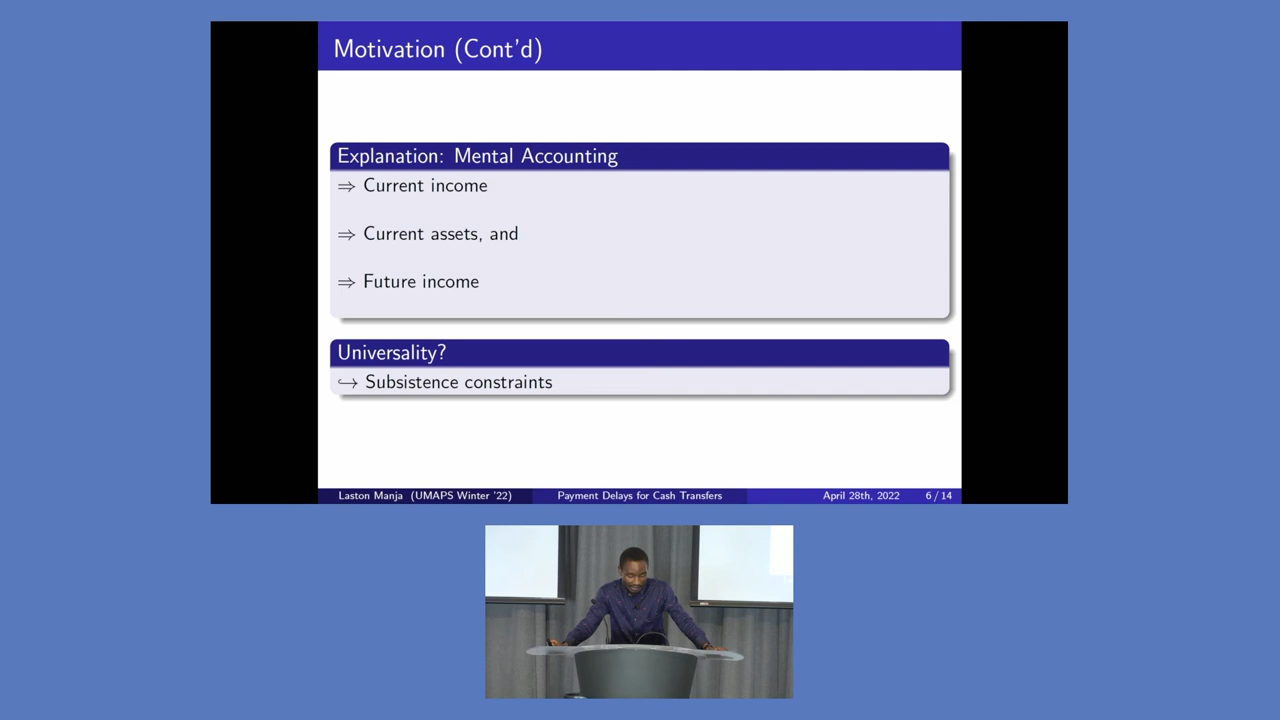 Motivation (Cont'd)
Explanation: Mental Accounting
⇒ Current income
⇒ Current assets, and
⇒ Future income
Universality?
↪ Subsistence constraints
Laston Manja (UMAPS Winter '22) Payment Delays for Cash Transfers April 28th, 2022 6 / 14